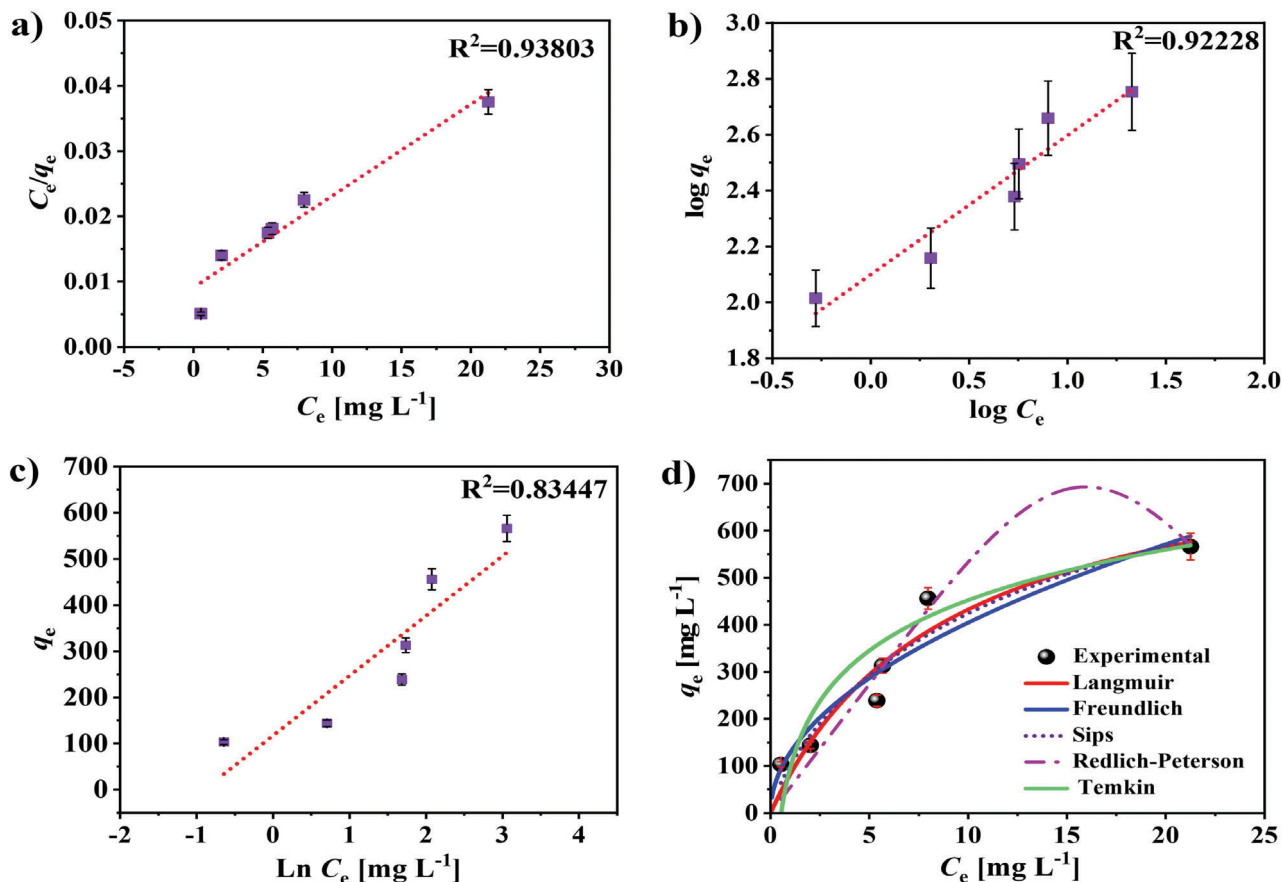 a)
R²=0.93803
0.05
0.04
0.03
0.02
0.01
0.00
Cₑ/qₑ
-5 0 5 10 15 20 25 30
Cₑ [mg L⁻¹]
b)
R²=0.92228
3.0
2.8
2.6
2.4
2.2
2.0
1.8
log qₑ
-0.5 0.0 0.5 1.0 1.5 2.0
log Cₑ
c)
R²=0.83447
700
600
500
400
300
200
100
0
qₑ
-2 -1 0 1 2 3 4
Ln Cₑ [mg L⁻¹]
d)
700
600
500
400
300
200
100
0
qₑ [mg L⁻¹]
Experimental
Langmuir
Freundlich
Sips
Redlich-Peterson
Temkin
0 5 10 15 20 25
Cₑ [mg L⁻¹]